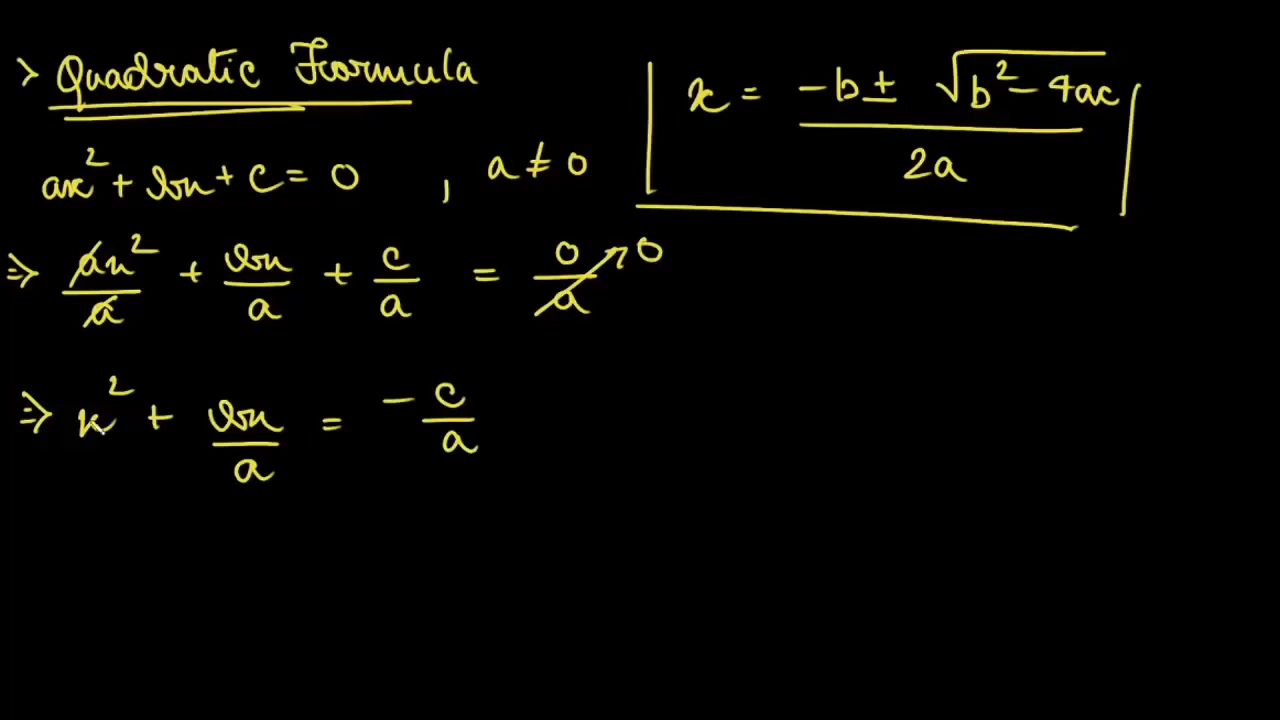 > Quadratic Formula
ax² + bx + c = 0 , a ≠ 0
⇒ ax²/a + bx/a + c/a = 0/a → 0
⇒ x² + bx/a = -c/a
x = (-b ± √(b² - 4ac))/2a